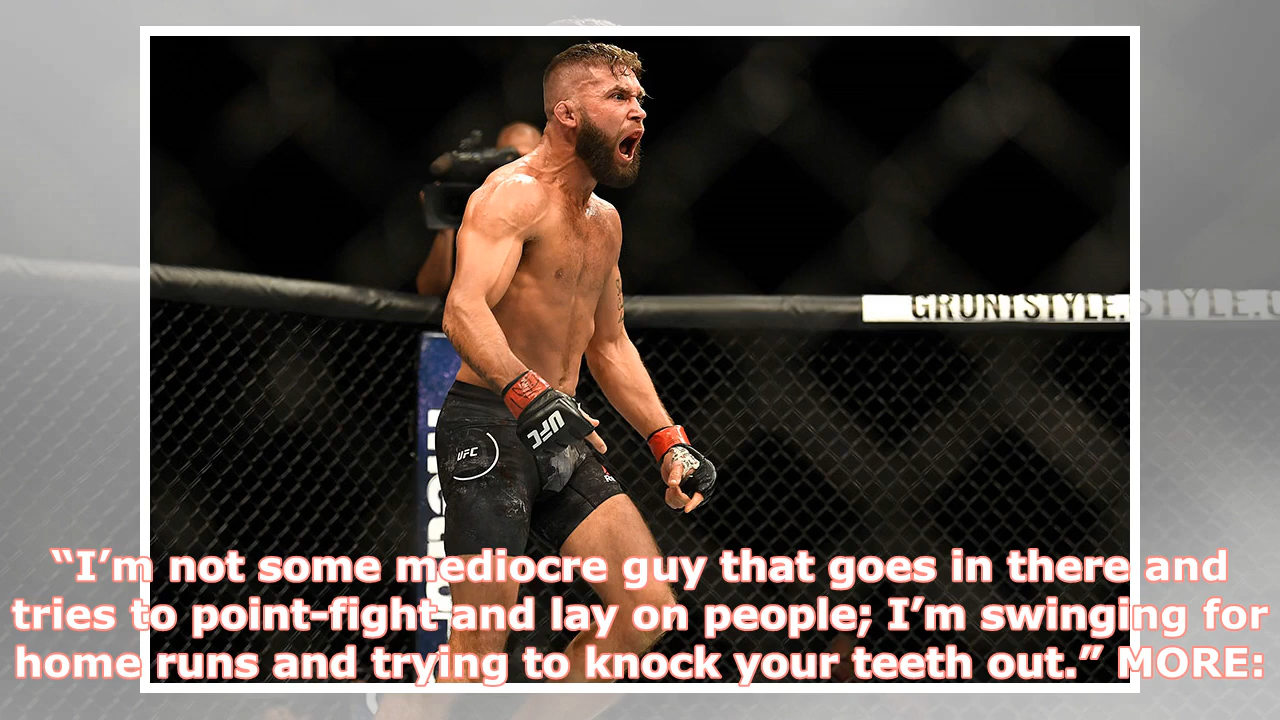 GRUNTSTYLE.
STYLE.C
UFC
UFC
“I’m not some mediocre guy that goes in there and
tries to point-fight and lay on people; I’m swinging for
home runs and trying to knock your teeth out.” MORE: